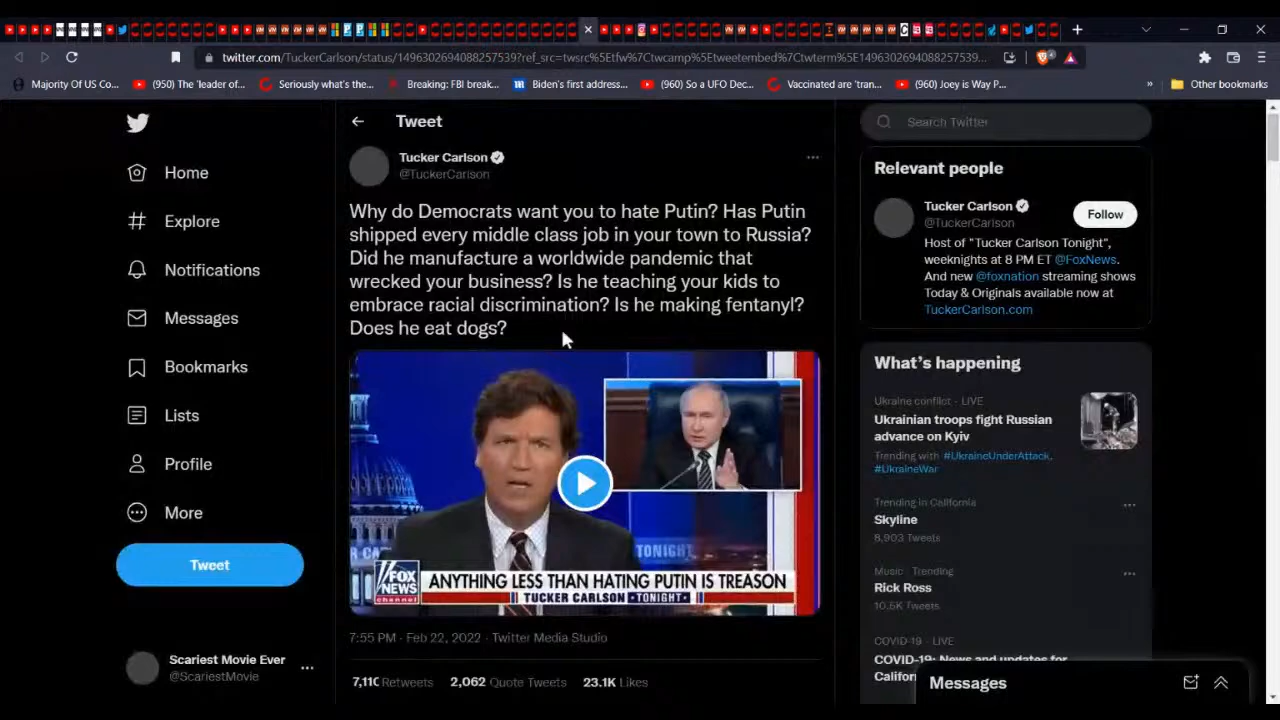 twitter.com/TuckerCarlson/status/1496302694088257539?ref_src=twsrc%5Etfw%7Ctwcamp%5Etweetembed%7Ctwterm%5E1496302694088257539...
Majority Of US Co...
(950) The 'leader of...
Seriously what's the...
Breaking: FBI break...
Biden's first address...
(960) So a UFO Dec...
Vaccinated are 'tran...
(960) Joey is Way P...
»
Other bookmarks
Home
Explore
Notifications
Messages
Bookmarks
Lists
Profile
More
Tweet
Scariest Movie Ever
@ScariestMovie
Tweet
Tucker Carlson
@TuckerCarlson
Why do Democrats want you to hate Putin? Has Putin
shipped every middle class job in your town to Russia?
Did he manufacture a worldwide pandemic that
wrecked your business? Is he teaching your kids to
embrace racial discrimination? Is he making fentanyl?
Does he eat dogs?
TONIGHT
FOX
NEWS
channel
ANYTHING LESS THAN HATING PUTIN IS TREASON
TUCKER CARLSON •TONIGHT•
7:55 PM · Feb 22, 2022 · Twitter Media Studio
Retweets 2,062 Quote Tweets 23.1K Likes
Search Twitter
Relevant people
Tucker Carlson
@TuckerCarlson
Follow
Host of "Tucker Carlson Tonight",
weeknights at 8 PM ET @FoxNews.
And new @foxnation streaming shows
Today & Originals available now at
TuckerCarlson.com
What's happening
Ukraine conflict · LIVE
Ukrainian troops fight Russian
advance on Kyiv
Trending with #UkraineUnderAttack,
#UkraineWar
Trending in California
Skyline
8,903 Tweets
Music · Trending
Rick Ross
10.5K Tweets
COVID-19 · LIVE
COVID-19: News and updates for
Messages